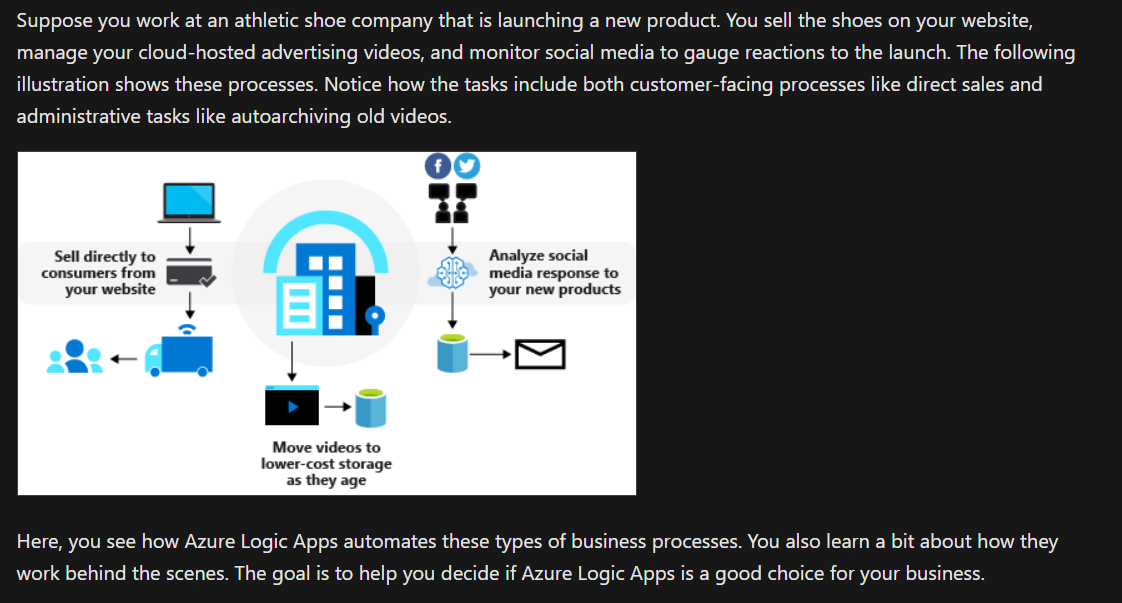 Suppose you work at an athletic shoe company that is launching a new product. You sell the shoes on your website,
manage your cloud-hosted advertising videos, and monitor social media to gauge reactions to the launch. The following
illustration shows these processes. Notice how the tasks include both customer-facing processes like direct sales and
administrative tasks like autoarchiving old videos.
Sell directly to
consumers from
your website
f
Analyze social
media response to
your new products
Move videos to
lower-cost storage
as they age
Here, you see how Azure Logic Apps automates these types of business processes. You also learn a bit about how they
work behind the scenes. The goal is to help you decide if Azure Logic Apps is a good choice for your business.